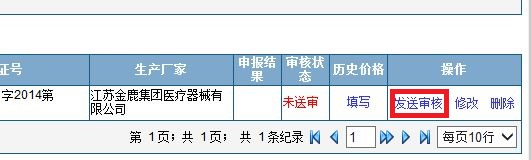 证号 生产厂家 申报结果 审核状态 历史价格 操作
字2014第 江苏金鹿集团医疗器械有限公司 未送审 填写 发送审核 修改 删除
第 1页; 共 1页; 共 1条纪录 1 每页10行